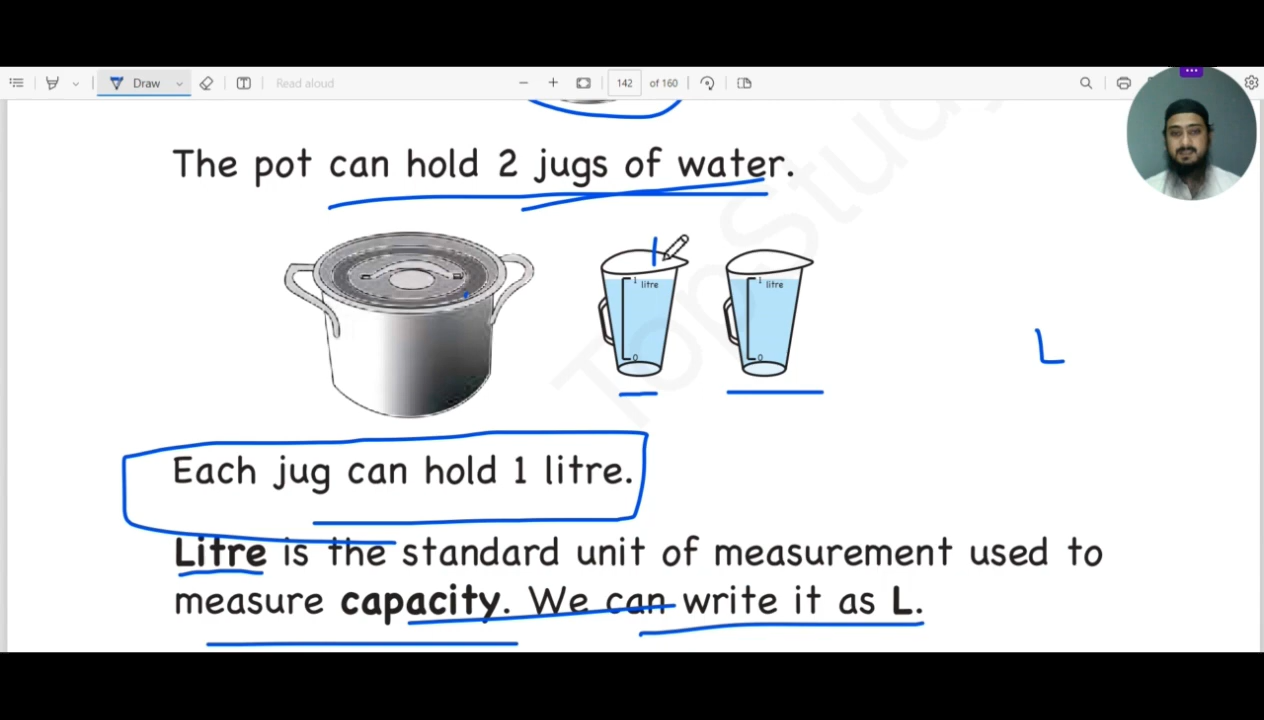 Draw
Read aloud
142 of 160
The pot can hold 2 jugs of water.
1 litre 0
1 litre 0
L
Each jug can hold 1 litre.
Litre is the standard unit of measurement used to
measure capacity. We can write it as L.
Top Study